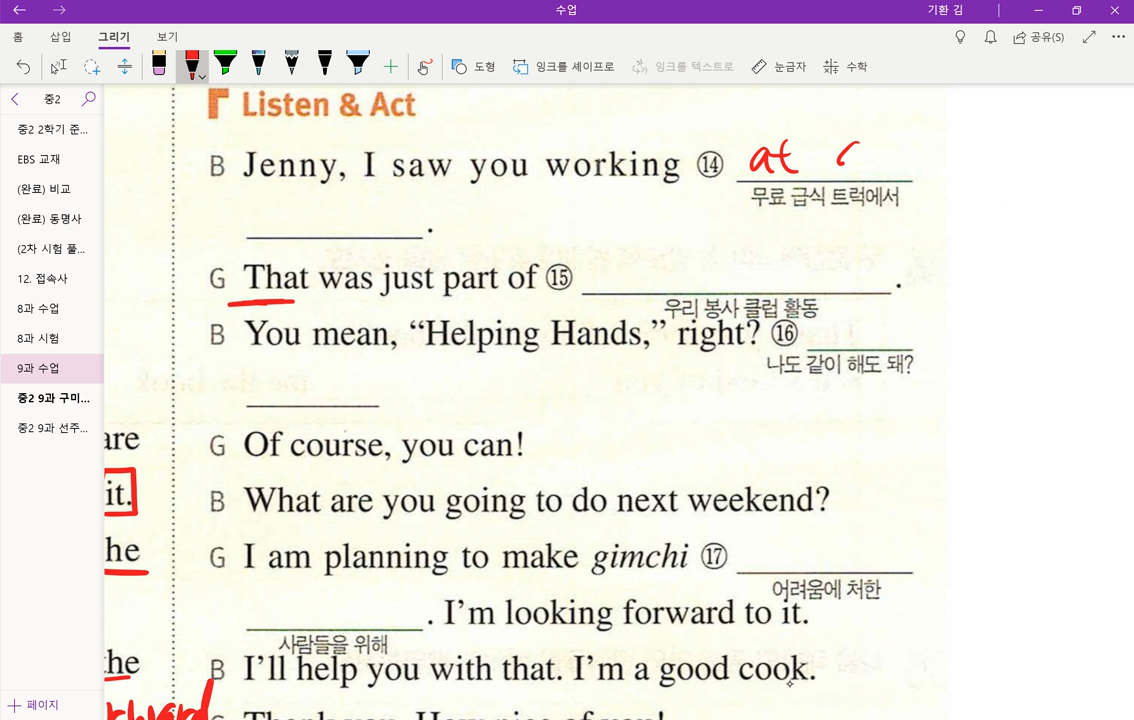 수업
기환 김
홈 삽입 그리기 보기
공유(S)
도형 잉크를 셰이프로 잉크를 텍스트로 눈금자 수학
중2
중2 2학기 준...
EBS 교재
(완료) 비교
(완료) 동명사
(2차 시험 풀...
12. 접속사
8과 수업
8과 시험
9과 수업
중2 9과 구미...
중2 9과 선주...
페이지
are
it.
he
the
rward
Listen & Act
B Jenny, I saw you working ⑭ at
무료 급식 트럭에서
.
G That was just part of ⑮ .
우리 봉사 클럽 활동
B You mean, “Helping Hands,” right? ⑯
나도 같이 해도 돼?
G Of course, you can!
B What are you going to do next weekend?
G I am planning to make gimchi ⑰
어려움에 처한
. I’m looking forward to it.
사람들을 위해
B I’ll help you with that. I’m a good cook.
G Thank you. How nice of you!